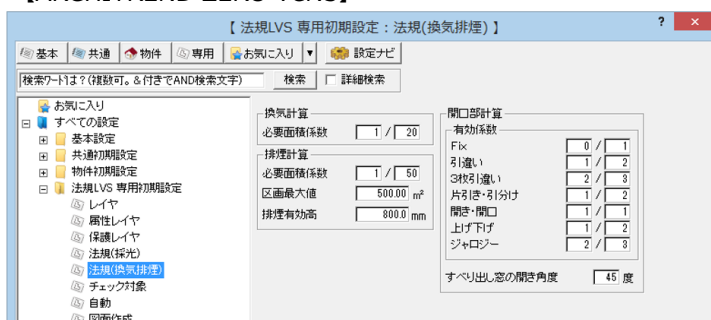 【ARCHITREND ZERO Ver.3】
【 法規LVS 専用初期設定：法規(換気排煙) 】
? ×
基本 共通 物件 専用 お気に入り ▼ 設定ナビ
検索ワードは？(複数可。&付きでAND検索文字) 検索 詳細検索
お気に入り
すべての設定
基本設定
共通初期設定
物件初期設定
法規LVS 専用初期設定
レイヤ
属性レイヤ
保護レイヤ
法規(採光)
法規(換気排煙)
チェック対象
自動
図面作成
換気計算
必要面積係数 1 / 20
排煙計算
必要面積係数 1 / 50
区画最大値 500.00 m²
排煙有効高 800.0 mm
開口部計算
有効係数
Fix 0 / 1
引違い 1 / 2
3枚引違い 2 / 3
片引き・引分け 1 / 2
開き・開口 1 / 1
上げ下げ 1 / 2
ジャロジー 2 / 3
すべり出し窓の開き角度 45 度